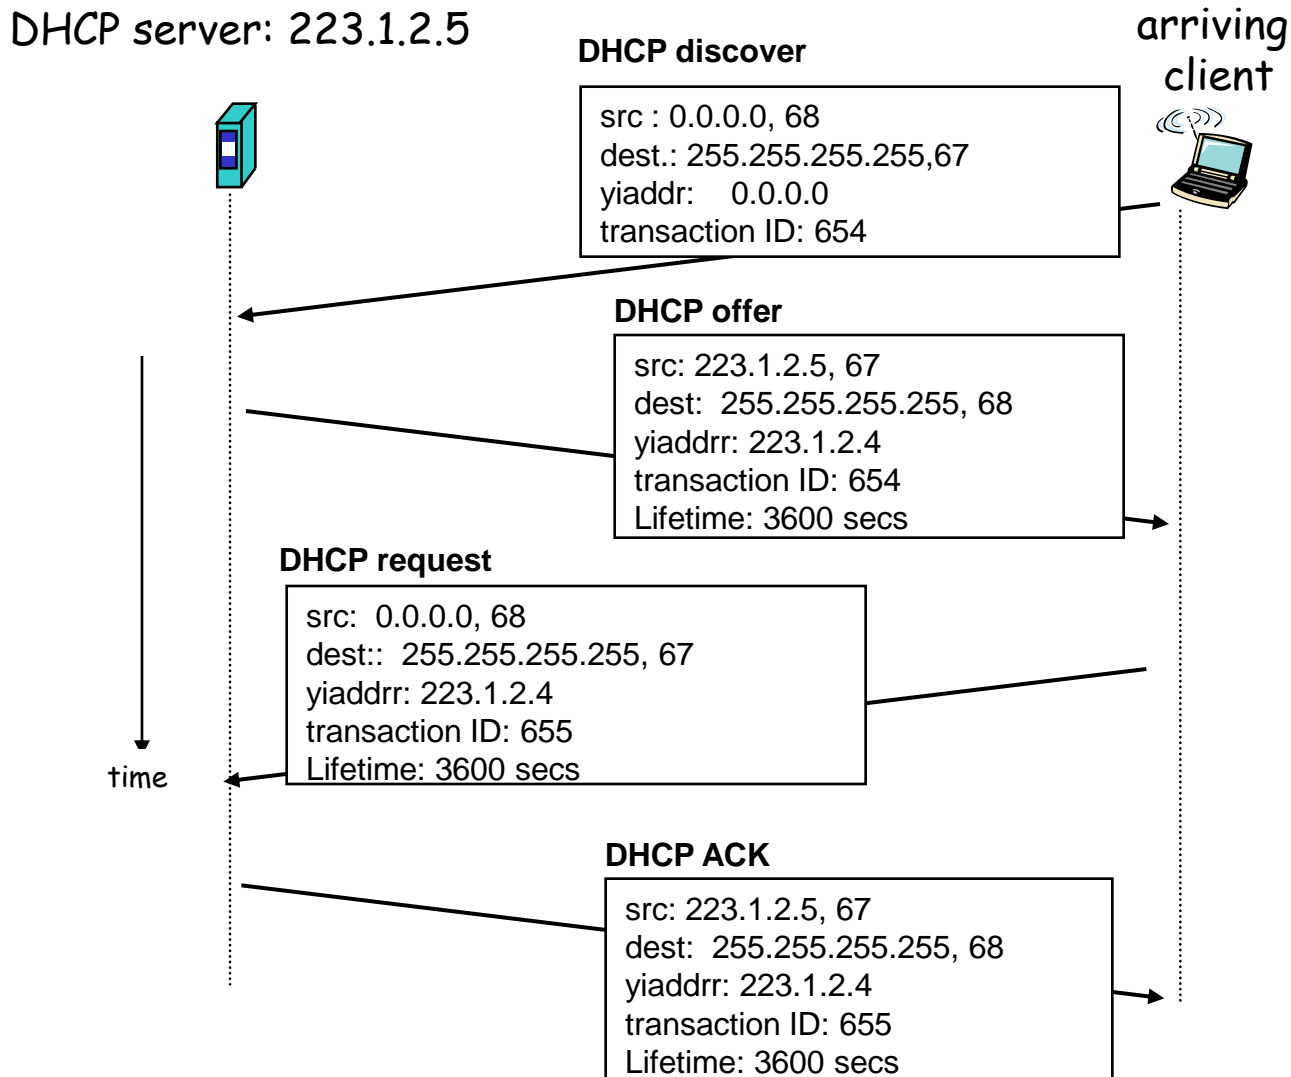 DHCP server: 223.1.2.5
arriving
client
DHCP discover
src : 0.0.0.0, 68
dest.: 255.255.255.255,67
yiaddr: 0.0.0.0
transaction ID: 654
DHCP offer
src: 223.1.2.5, 67
dest: 255.255.255.255, 68
yiaddrr: 223.1.2.4
transaction ID: 654
Lifetime: 3600 secs
DHCP request
src: 0.0.0.0, 68
dest:: 255.255.255.255, 67
yiaddrr: 223.1.2.4
transaction ID: 655
Lifetime: 3600 secs
time
DHCP ACK
src: 223.1.2.5, 67
dest: 255.255.255.255, 68
yiaddrr: 223.1.2.4
transaction ID: 655
Lifetime: 3600 secs